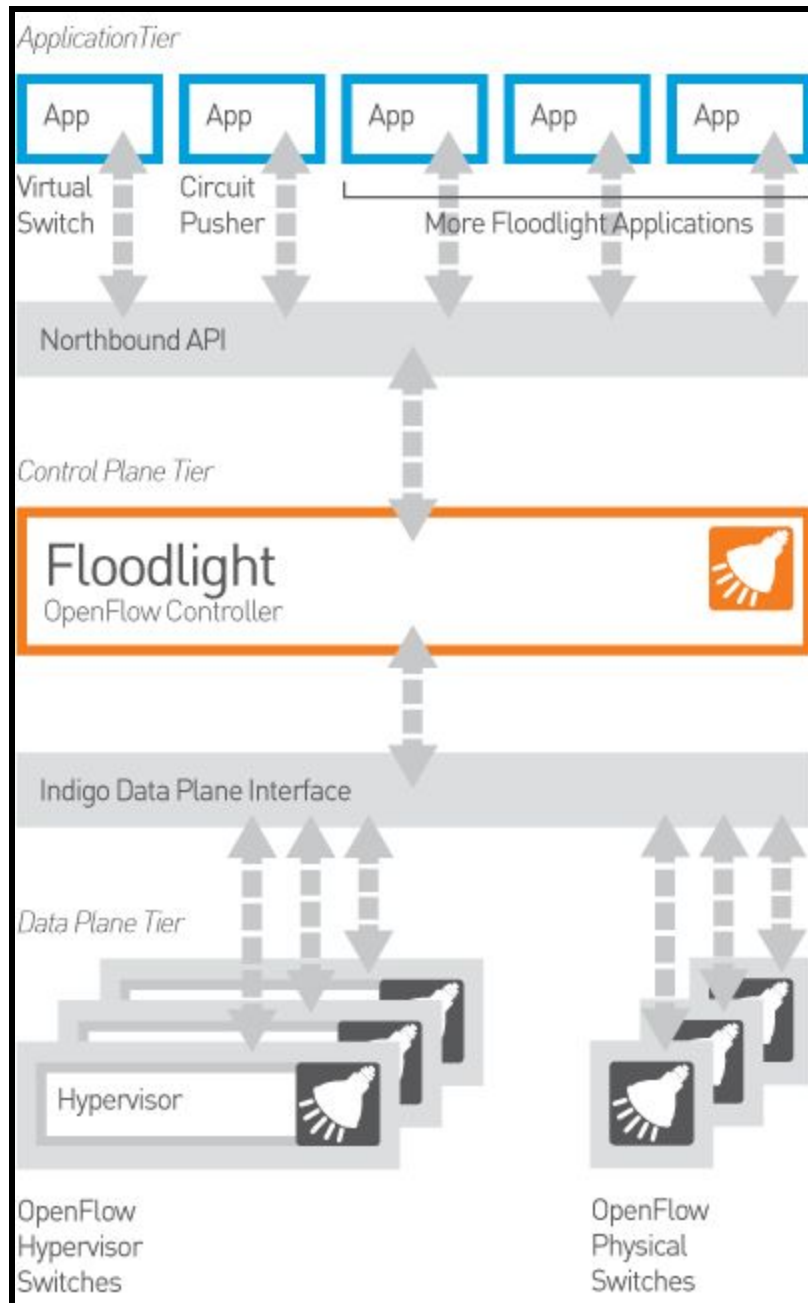 ApplicationTier
App
App
App
App
App
Virtual
Switch
Circuit
Pusher
More Floodlight Applications
Northbound API
Control Plane Tier
Floodlight
OpenFlow Controller
Indigo Data Plane Interface
Data Plane Tier
Hypervisor
OpenFlow
Hypervisor
Switches
OpenFlow
Physical
Switches